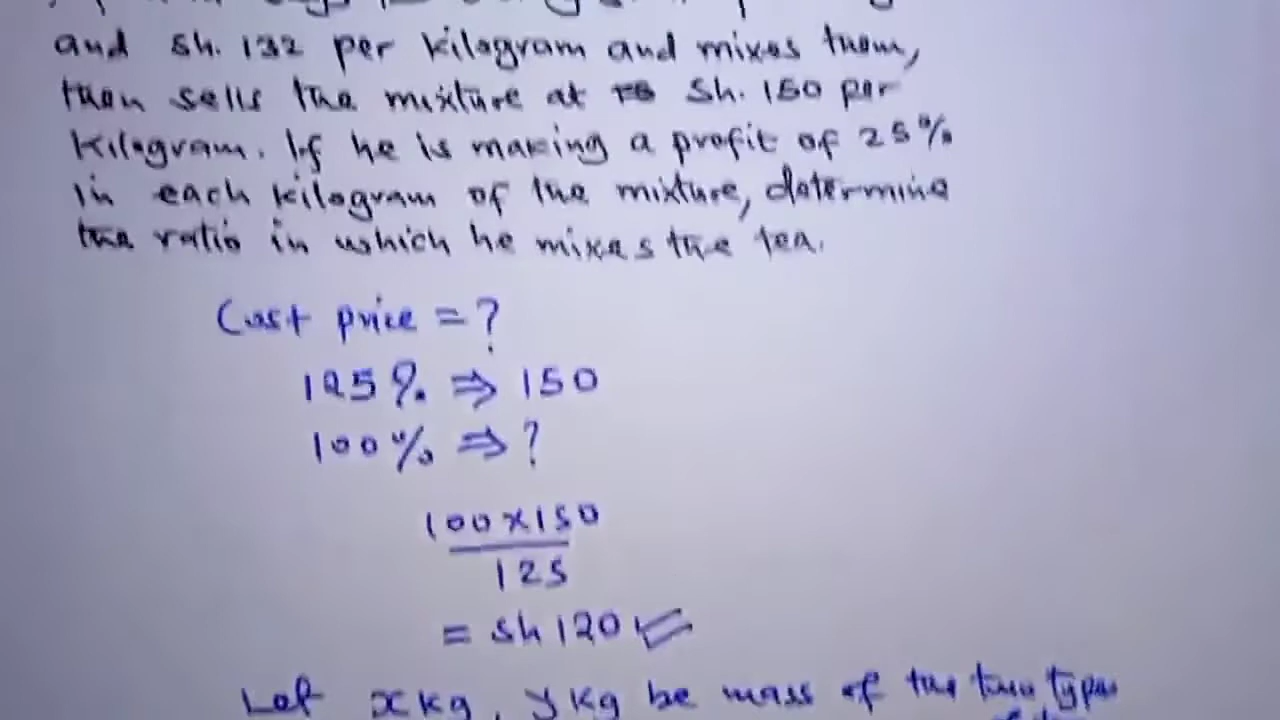 and sh. 132 per kilogram and mixes them,
then sells the mixture at sh. 150 per
kilogram. If he is making a profit of 25%
in each kilogram of the mixture, determine
the ratio in which he mixes the tea.
Cost price = ?
125% ⇒ 150
100% ⇒ ?
100 × 150
125
= sh 120
Let x kg, y kg be mass of the two types